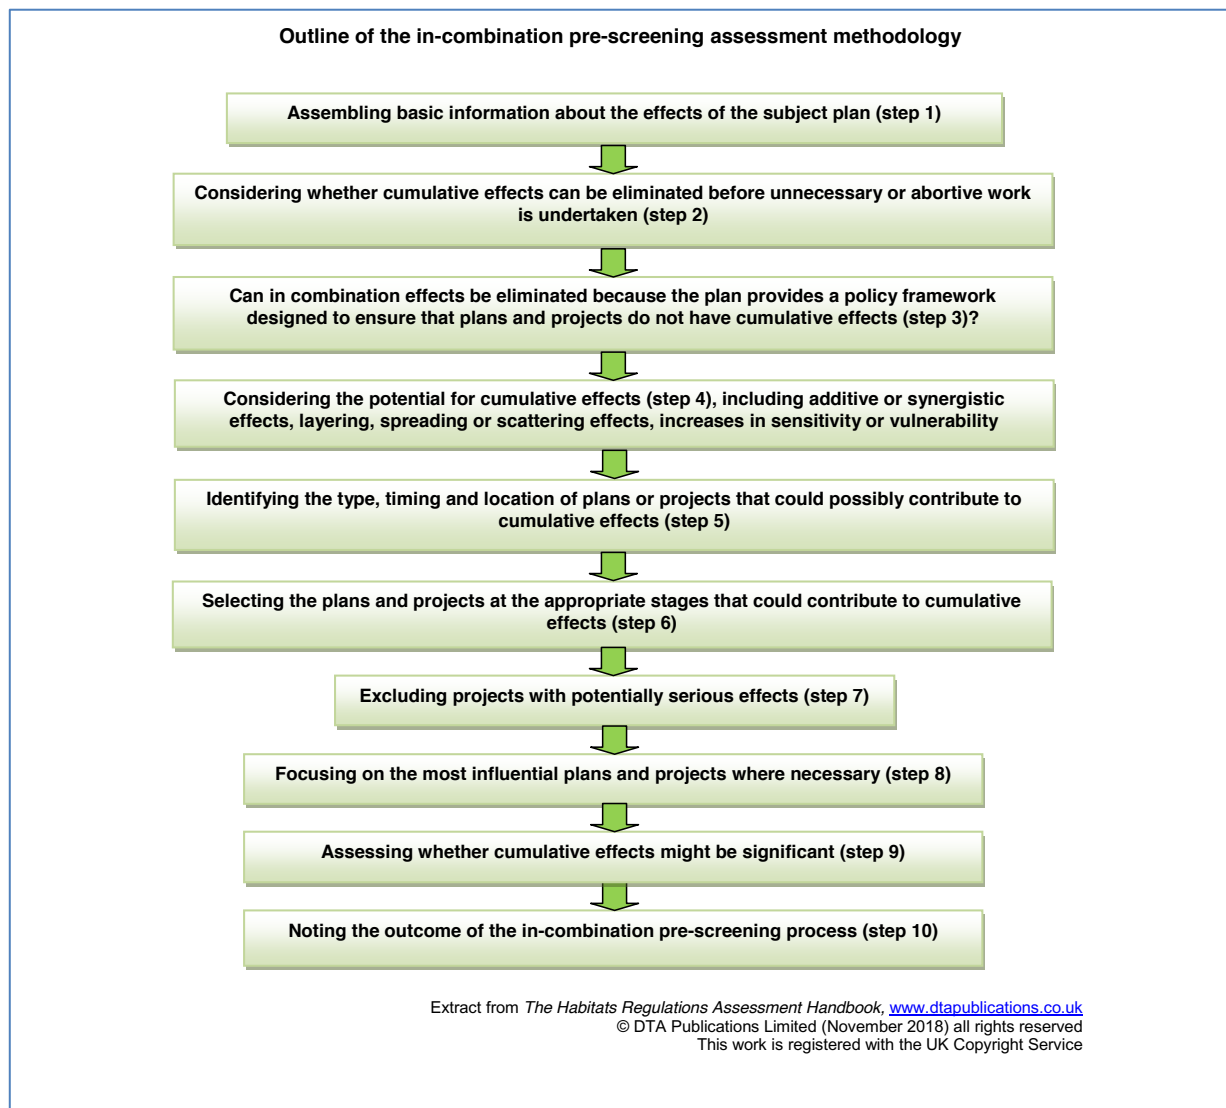 Outline of the in-combination pre-screening assessment methodology
Assembling basic information about the effects of the subject plan (step 1)
Considering whether cumulative effects can be eliminated before unnecessary or abortive work
is undertaken (step 2)
Can in combination effects be eliminated because the plan provides a policy framework
designed to ensure that plans and projects do not have cumulative effects (step 3)?
Considering the potential for cumulative effects (step 4), including additive or synergistic
effects, layering, spreading or scattering effects, increases in sensitivity or vulnerability
Identifying the type, timing and location of plans or projects that could possibly contribute to
cumulative effects (step 5)
Selecting the plans and projects at the appropriate stages that could contribute to cumulative
effects (step 6)
Excluding projects with potentially serious effects (step 7)
Focusing on the most influential plans and projects where necessary (step 8)
Assessing whether cumulative effects might be significant (step 9)
Noting the outcome of the in-combination pre-screening process (step 10)
Extract from The Habitats Regulations Assessment Handbook, www.dtapublications.co.uk
© DTA Publications Limited (November 2018) all rights reserved
This work is registered with the UK Copyright Service